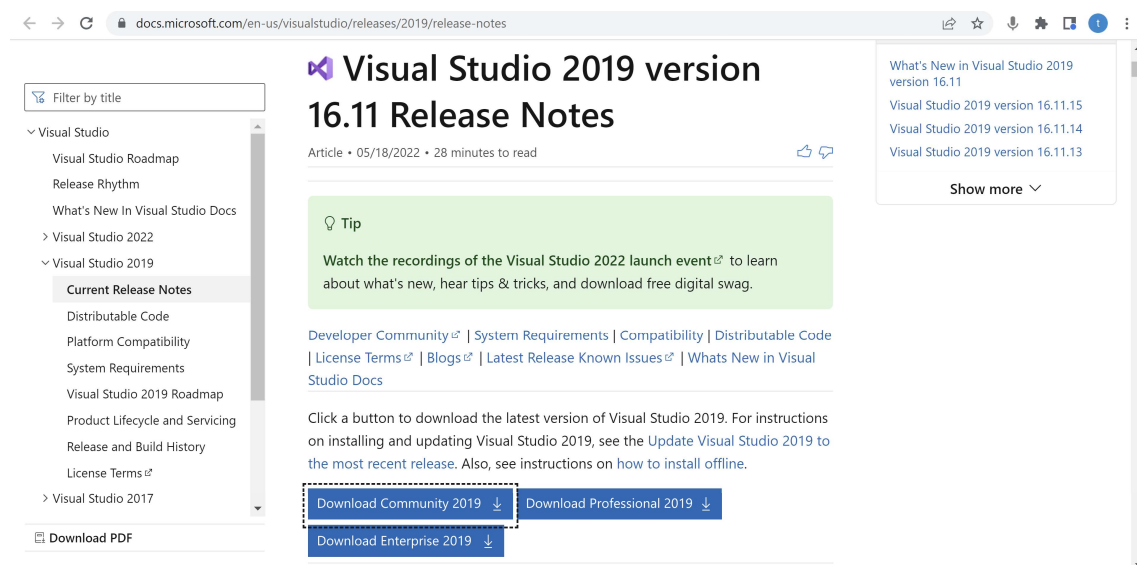 docs.microsoft.com/en-us/visualstudio/releases/2019/release-notes
t
Filter by title
Visual Studio
Visual Studio Roadmap
Release Rhythm
What's New In Visual Studio Docs
Visual Studio 2022
Visual Studio 2019
Current Release Notes
Distributable Code
Platform Compatibility
System Requirements
Visual Studio 2019 Roadmap
Product Lifecycle and Servicing
Release and Build History
License Terms
Visual Studio 2017
Download PDF
Visual Studio 2019 version
16.11 Release Notes
Article • 05/18/2022 • 28 minutes to read
Tip
Watch the recordings of the Visual Studio 2022 launch event to learn
about what's new, hear tips & tricks, and download free digital swag.
Developer Community | System Requirements | Compatibility | Distributable Code
| License Terms | Blogs | Latest Release Known Issues | Whats New in Visual
Studio Docs
Click a button to download the latest version of Visual Studio 2019. For instructions
on installing and updating Visual Studio 2019, see the Update Visual Studio 2019 to
the most recent release. Also, see instructions on how to install offline.
Download Community 2019 Download Professional 2019
Download Enterprise 2019
What's New in Visual Studio 2019
version 16.11
Visual Studio 2019 version 16.11.15
Visual Studio 2019 version 16.11.14
Visual Studio 2019 version 16.11.13
Show more